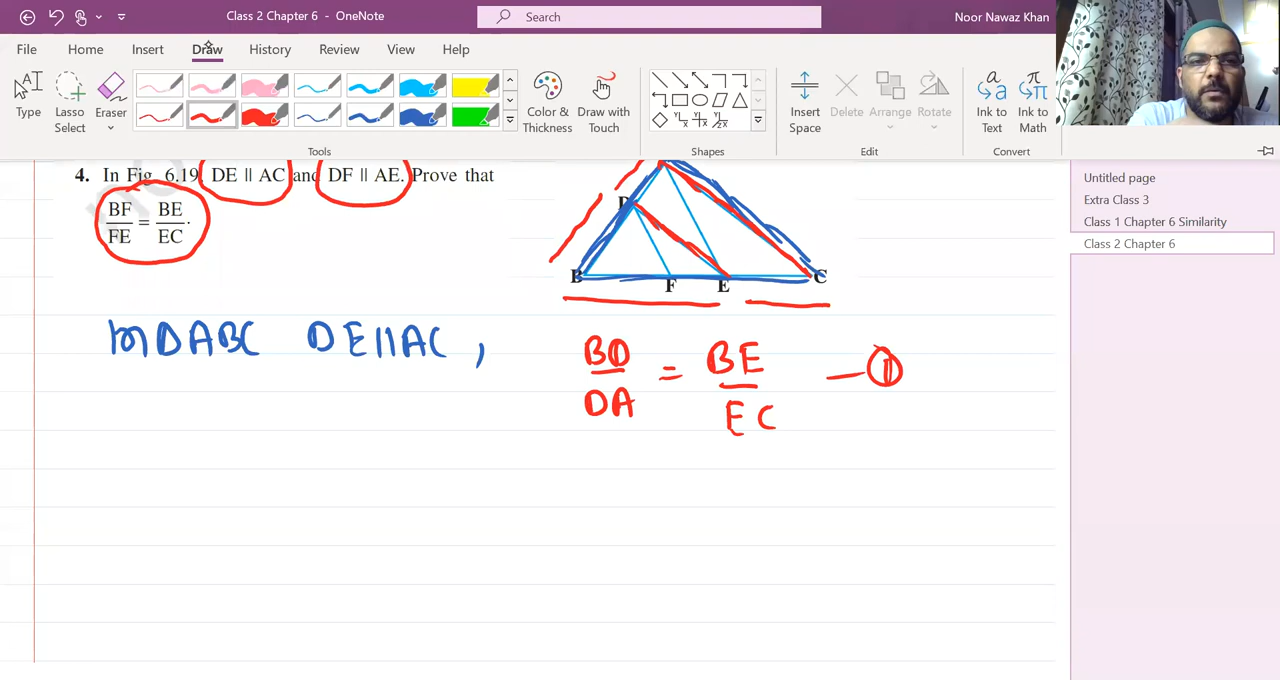 Class 2 Chapter 6 - OneNote
Search
Noor Nawaz Khan
File Home Insert Draw History Review View Help
Type
Lasso Select
Eraser
Color & Thickness
Draw with Touch
Insert Space
Delete
Arrange
Rotate
Ink to Text
Ink to Math
Tools
Shapes
Edit
Convert
Untitled page
Extra Class 3
Class 1 Chapter 6 Similarity
Class 2 Chapter 6
4. In Fig. 6.19, DE || AC and DF || AE. Prove that
BF/FE = BE/EC.
D
B F E C
In ΔABC DE||AC,
BD/DA = BE/EC — ①